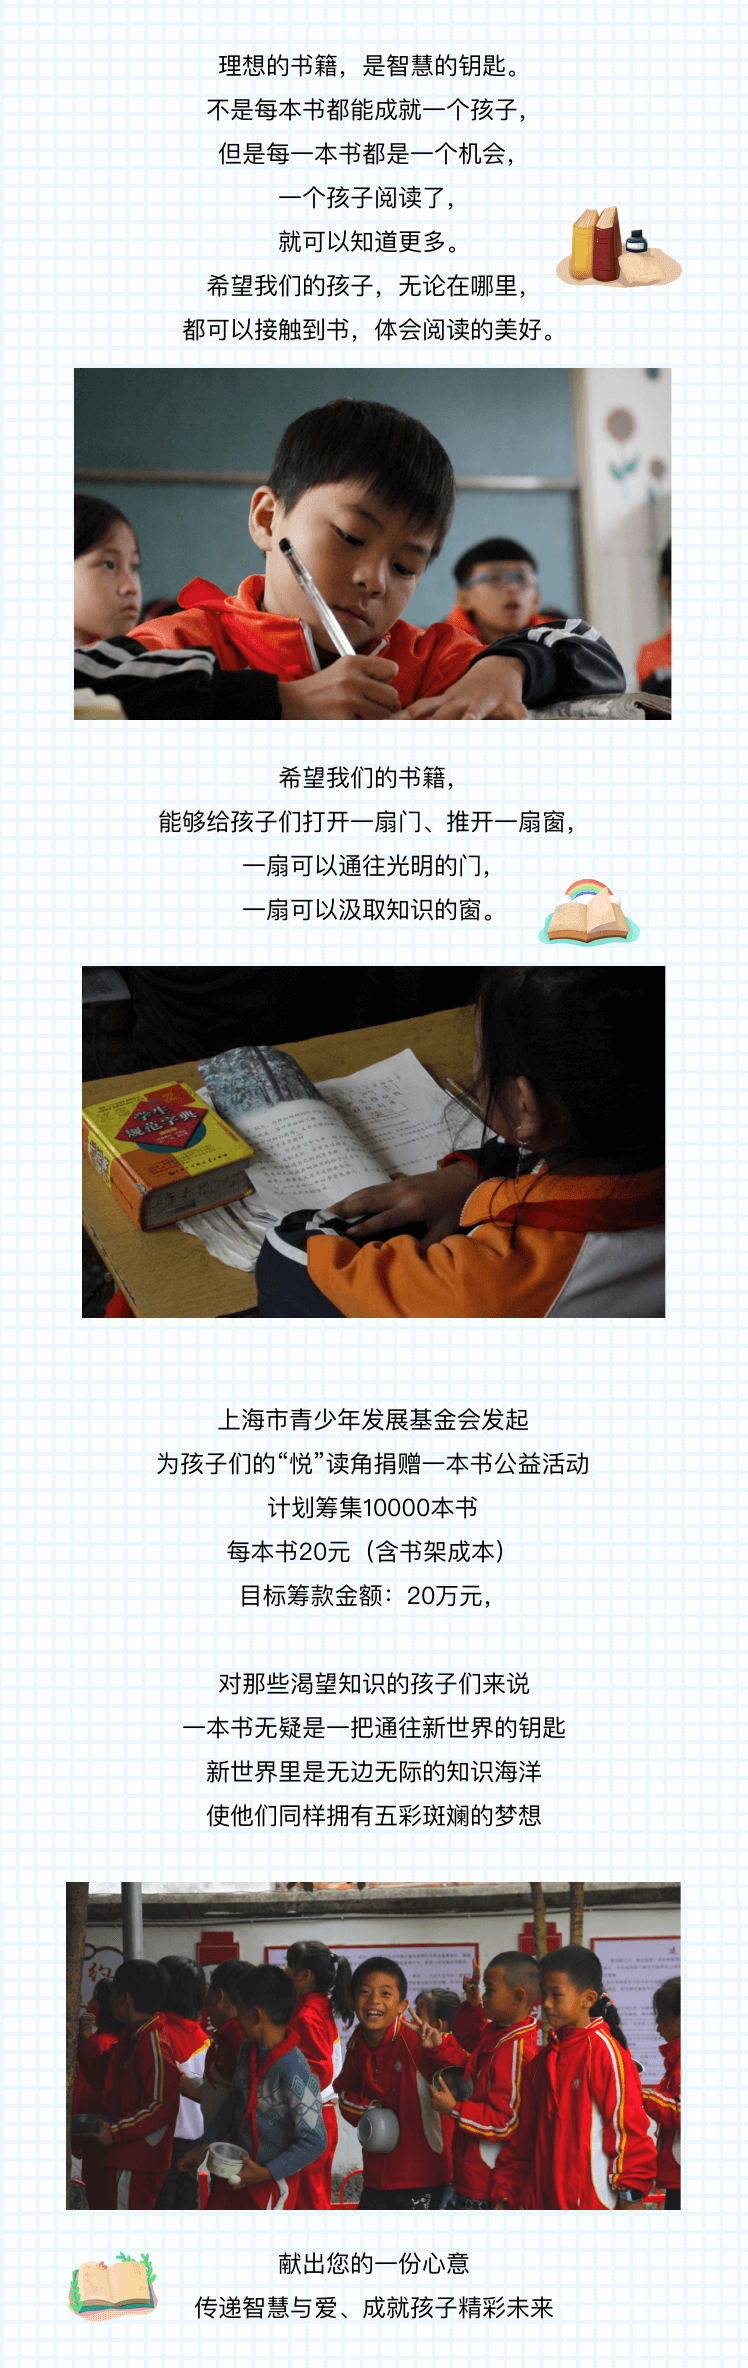 理想的书籍，是智慧的钥匙。
不是每本书都能成就一个孩子，
但是每一本书都是一个机会，
一个孩子阅读了，
就可以知道更多。
希望我们的孩子，无论在哪里，
都可以接触到书，体会阅读的美好。
希望我们的书籍，
能够给孩子们打开一扇门、推开一扇窗，
一扇可以通往光明的门，
一扇可以汲取知识的窗。
学生
规范字典
上海市青少年发展基金会发起
为孩子们的“悦”读角捐赠一本书公益活动
计划筹集10000本书
每本书20元（含书架成本）
目标筹款金额：20万元，
对那些渴望知识的孩子们来说
一本书无疑是一把通往新世界的钥匙
新世界里是无边无际的知识海洋
使他们同样拥有五彩斑斓的梦想
献出您的一份心意
传递智慧与爱、成就孩子精彩未来